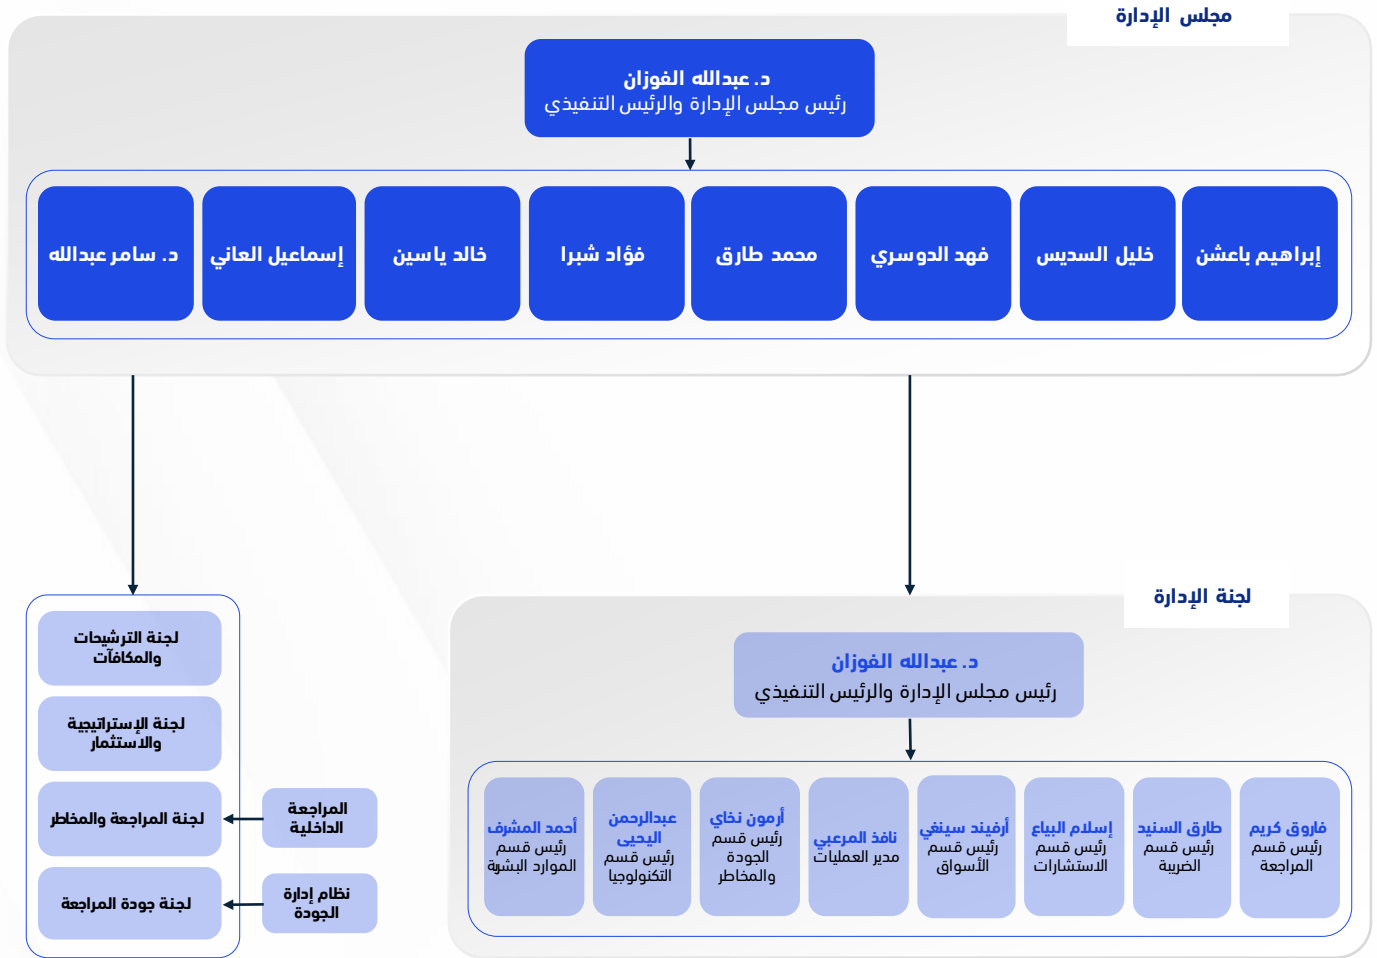 مجلس الإدارة
د. عبدالله الفوزان
رئيس مجلس الإدارة والرئيس التنفيذي
إبراهيم باعشن
خليل السديس
فهد الدوسري
محمد طارق
فؤاد شبرا
خالد ياسين
إسماعيل العاني
د. سامر عبدالله
لجنة الإدارة
د. عبدالله الفوزان
رئيس مجلس الإدارة والرئيس التنفيذي
فاروق كريم
رئيس قسم
المراجعة
طارق السنيد
رئيس قسم
الضريبة
إسلام البياع
رئيس قسم
الاستشارات
أرفيند سينغي
رئيس قسم
الأسواق
نافذ المرعبي
مدير العمليات
أرمون نخاي
رئيس قسم
الجودة
والمخاطر
عبدالرحمن
اليحيى
رئيس قسم
التكنولوجيا
أحمد المشرف
رئيس قسم
الموارد البشرية
لجنة الترشيحات
والمكافآت
لجنة الإستراتيجية
والاستثمار
لجنة المراجعة والمخاطر
المراجعة
الداخلية
لجنة جودة المراجعة
نظام إدارة
الجودة